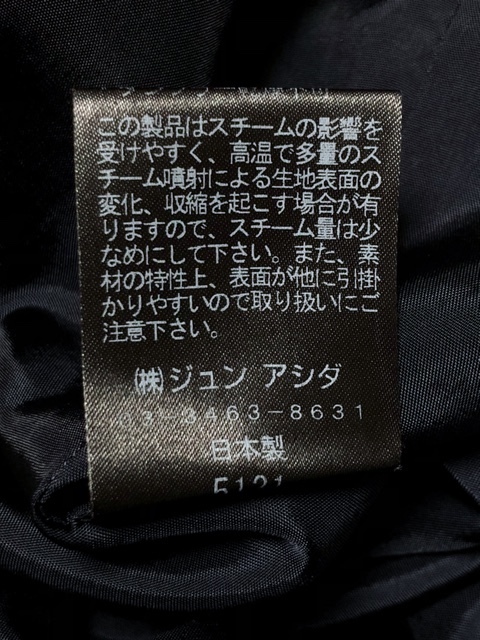 この製品はスチームの影響を
受けやすく、高温で多量のス
チーム噴射による生地表面の
変化、収縮を起こす場合が有
りますので、スチーム量は少
なめにして下さい。また、素
材の特性上、表面が他に引掛
かりやすいので取り扱いにご
注意下さい。
㈱ジュン アシダ
03-3463-8631
日本製
5121